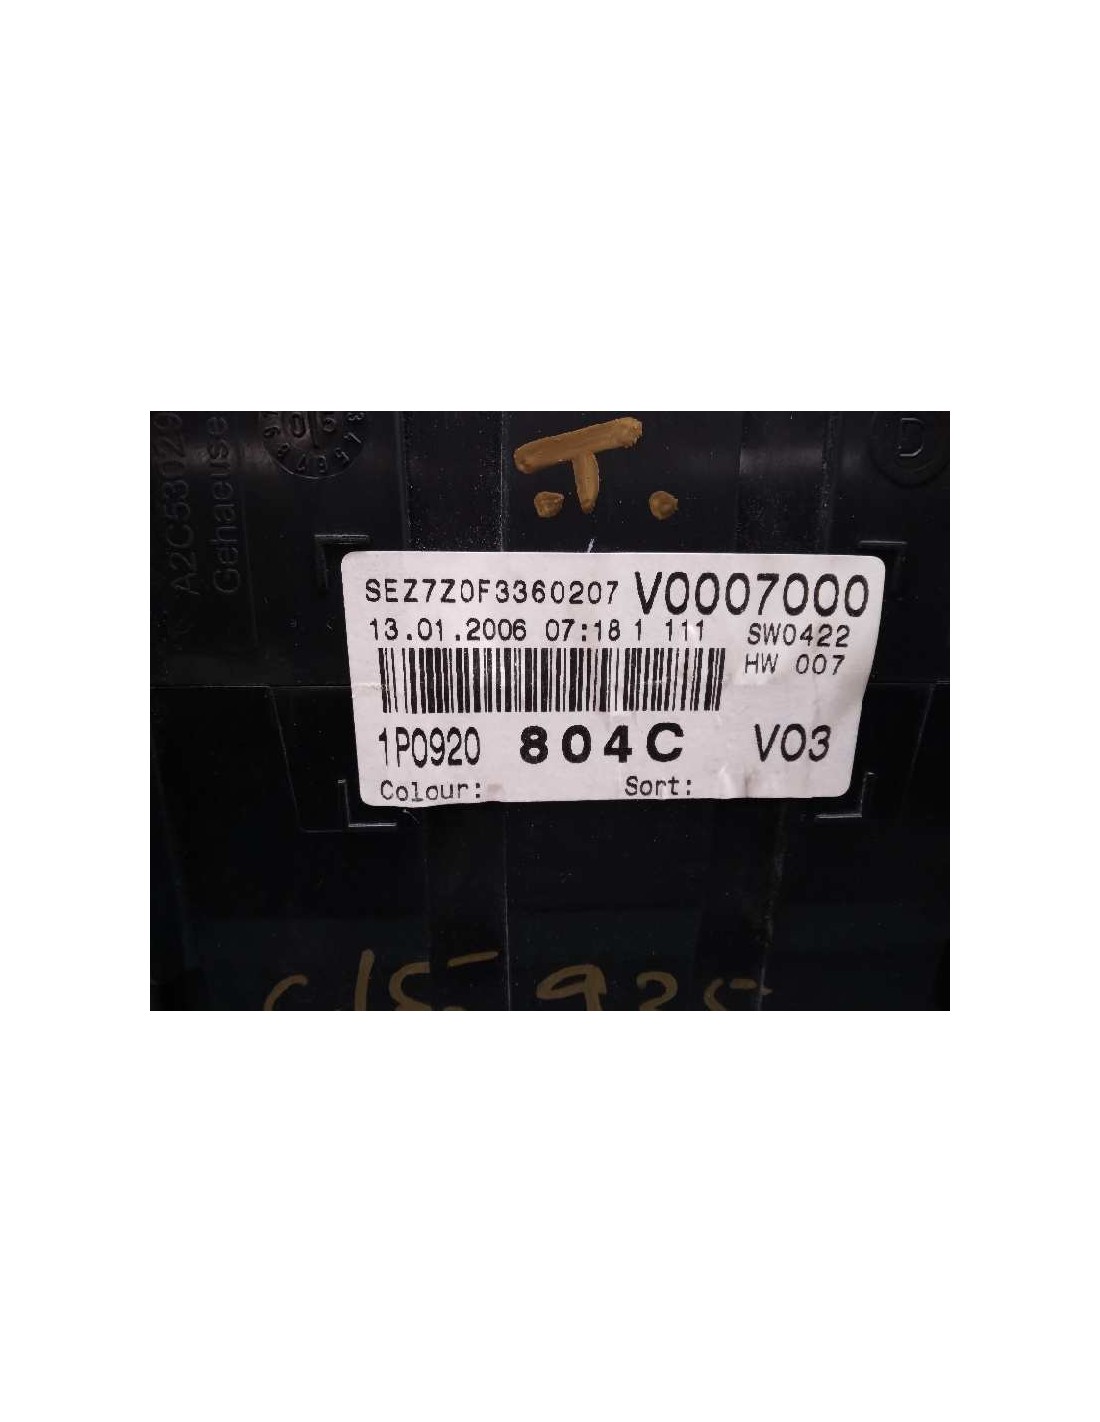 A2C53029
Gehaeuse
.T.
SEZ7Z0F3360207 V0007000
13.01.2006 07:18 1 111 SW0422
HW 007
1P0920 804C V03
Colour: Sort: